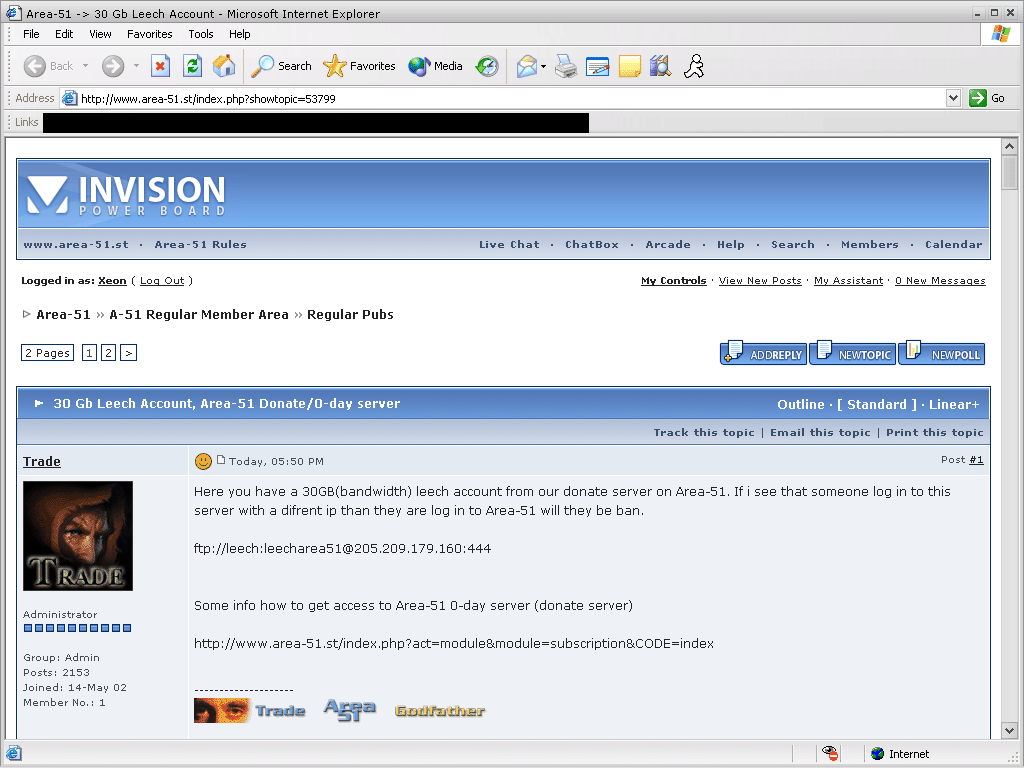 Area-51 -> 30 Gb Leech Account - Microsoft Internet Explorer
File Edit View Favorites Tools Help
Back Search Favorites Media
Address http://www.area-51.st/index.php?showtopic=53799 Go
Links
INVISION
POWER BOARD
www.area-51.st · Area-51 Rules Live Chat · ChatBox · Arcade · Help · Search · Members · Calendar
Logged in as: Xeon ( Log Out ) My Controls · View New Posts · My Assistant · 0 New Messages
Area-51 » A-51 Regular Member Area » Regular Pubs
2 Pages 1 2 > ADDREPLY NEWTOPIC NEWPOLL
30 Gb Leech Account, Area-51 Donate/0-day server Outline · [ Standard ] · Linear+
Track this topic | Email this topic | Print this topic
Trade Today, 05:50 PM Post #1
Here you have a 30GB(bandwidth) leech account from our donate server on Area-51. If i see that someone log in to this
server with a difrent ip than they are log in to Area-51 will they be ban.
ftp://leech:leecharea51@205.209.179.160:444
TRADE
Some info how to get access to Area-51 0-day server (donate server)
Administrator
http://www.area-51.st/index.php?act=module&module=subscription&CODE=index
Group: Admin
Posts: 2153
Joined: 14-May 02
Member No.: 1
--------------------
Trade Area 51 Godfather
Internet